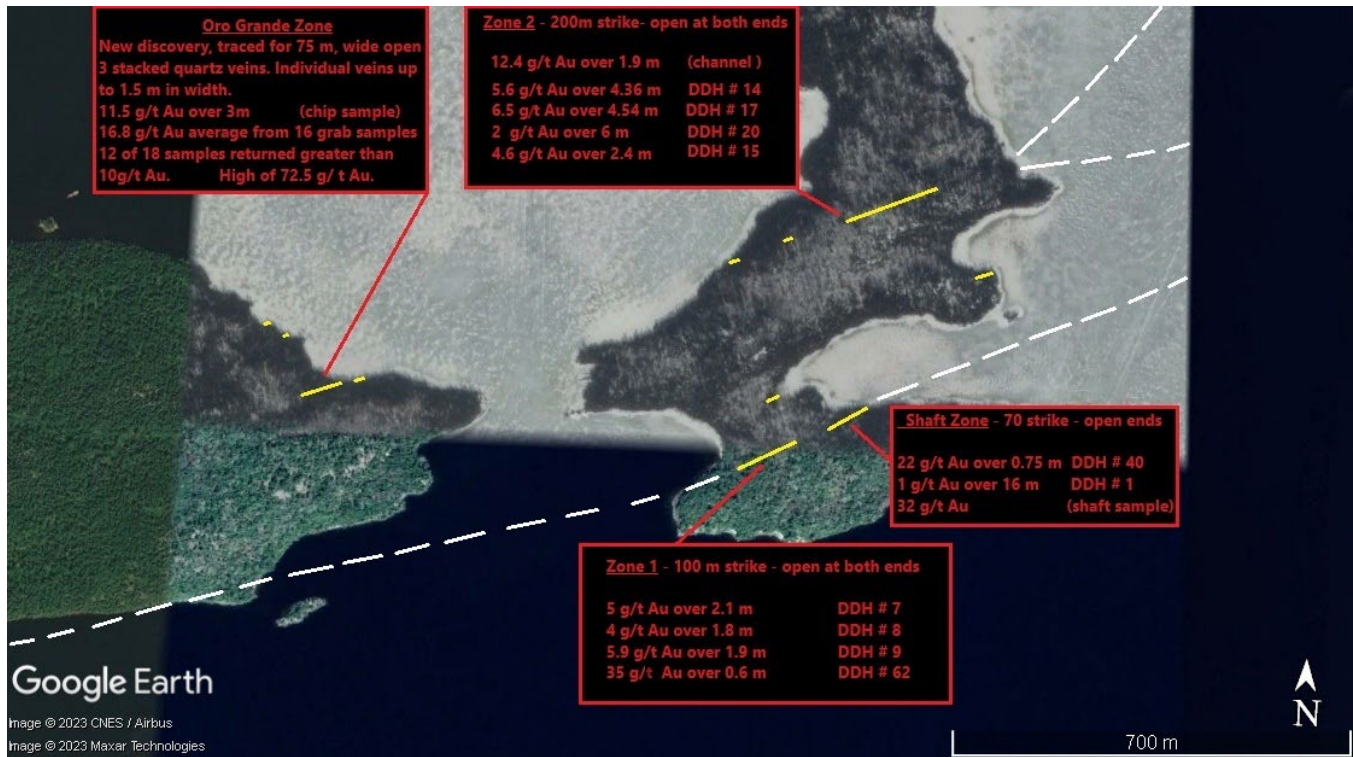 Oro Grande Zone
New discovery, traced for 75 m, wide open
3 stacked quartz veins. Individual veins up
to 1.5 m in width.
11.5 g/t Au over 3m (chip sample)
16.8 g/t Au average from 16 grab samples
12 of 18 samples returned greater than
10g/t Au. High of 72.5 g/ t Au.
Zone 2 - 200m strike- open at both ends
12.4 g/t Au over 1.9 m (channel )
5.6 g/t Au over 4.36 m DDH # 14
6.5 g/t Au over 4.54 m DDH # 17
2 g/t Au over 6 m DDH # 20
4.6 g/t Au over 2.4 m DDH # 15
Shaft Zone - 70 strike - open ends
22 g/t Au over 0.75 m DDH # 40
1 g/t Au over 16 m DDH # 1
32 g/t Au (shaft sample)
Zone 1 - 100 m strike - open at both ends
5 g/t Au over 2.1 m DDH # 7
4 g/t Au over 1.8 m DDH # 8
5.9 g/t Au over 1.9 m DDH # 9
35 g/t Au over 0.6 m DDH # 62
Google Earth
Image © 2023 CNES / Airbus
Image © 2023 Maxar Technologies
N
700 m